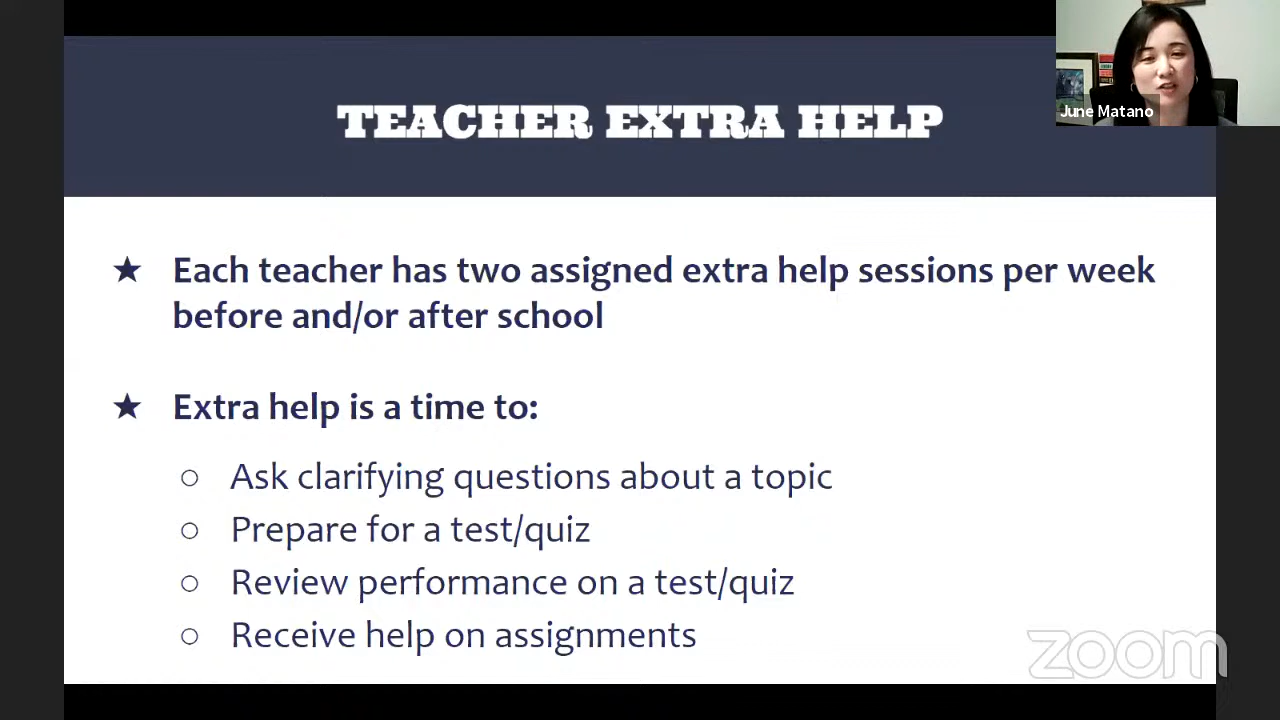 TEACHER EXTRA HELP
June Matano
★ Each teacher has two assigned extra help sessions per week
before and/or after school
★ Extra help is a time to:
○ Ask clarifying questions about a topic
○ Prepare for a test/quiz
○ Review performance on a test/quiz
○ Receive help on assignments
zoom